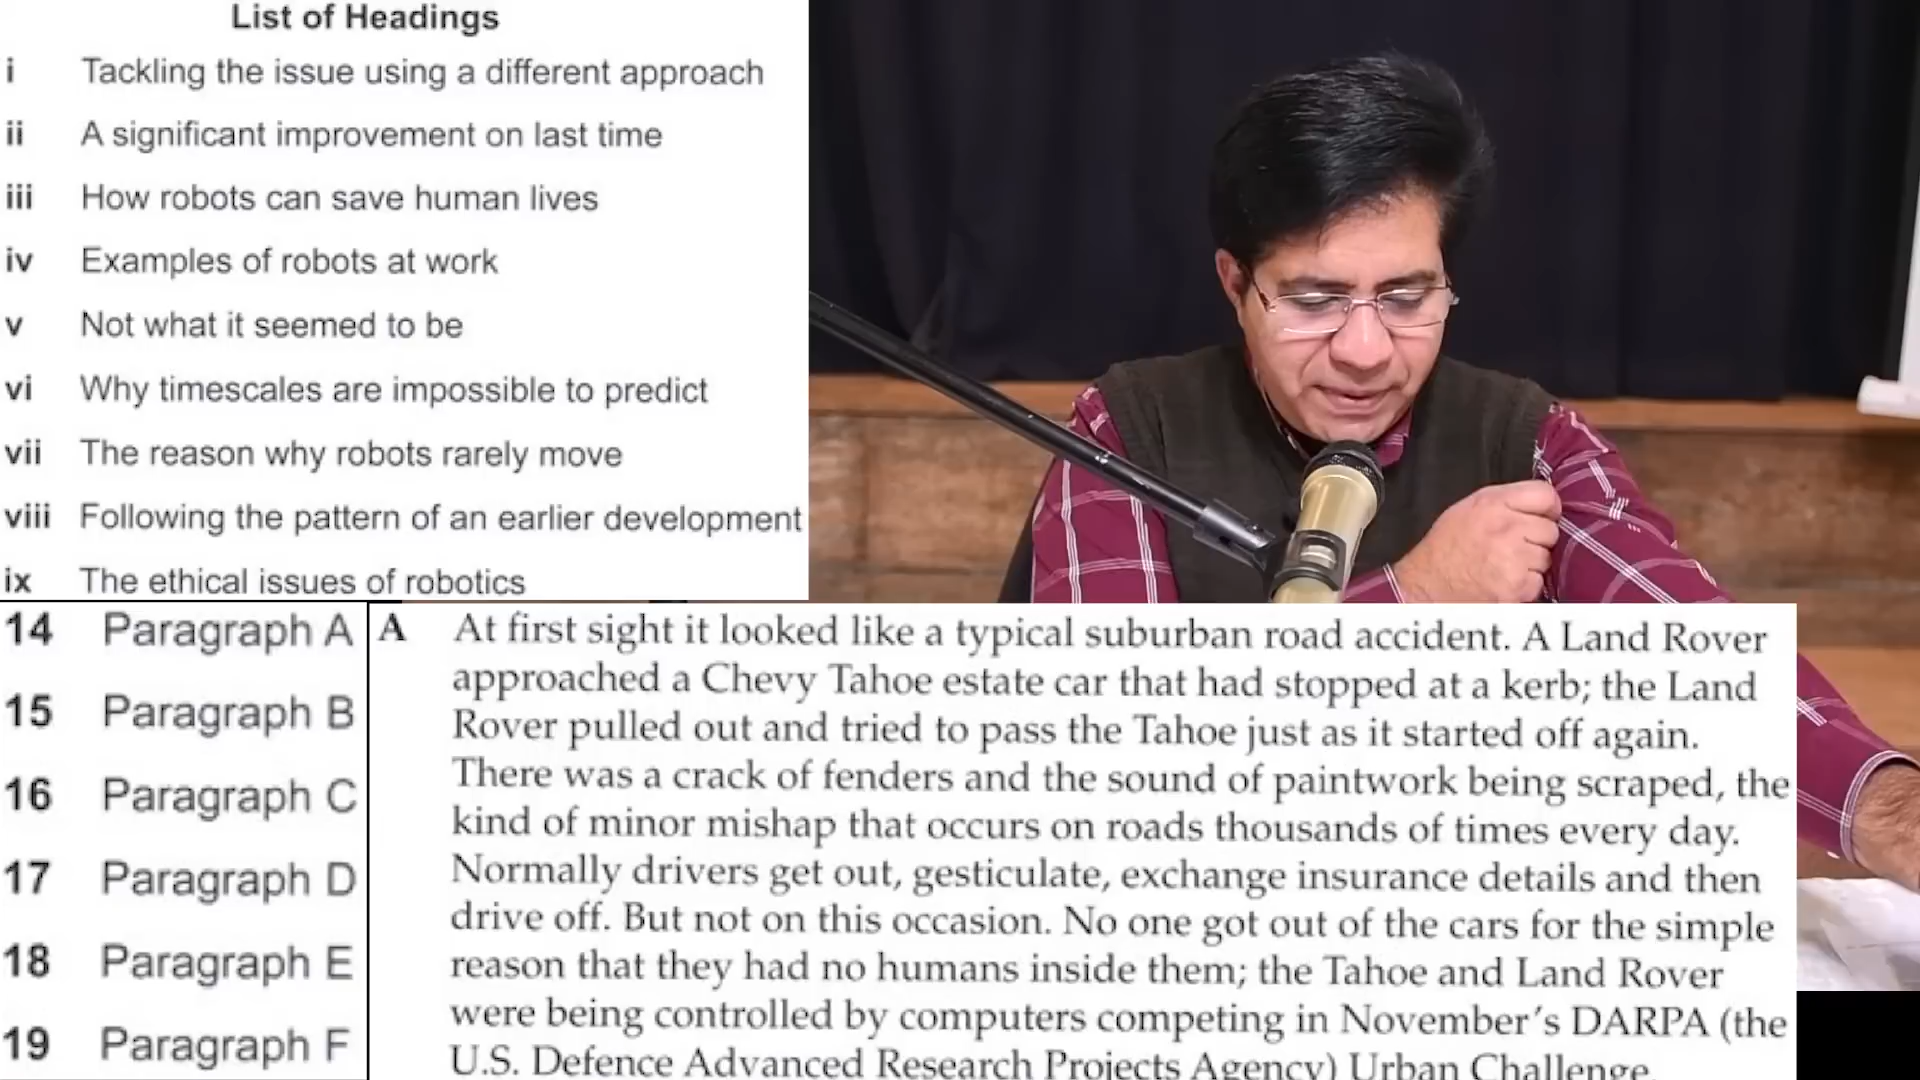 List of Headings
i Tackling the issue using a different approach
ii A significant improvement on last time
iii How robots can save human lives
iv Examples of robots at work
v Not what it seemed to be
vi Why timescales are impossible to predict
vii The reason why robots rarely move
viii Following the pattern of an earlier development
ix The ethical issues of robotics
14 Paragraph A
15 Paragraph B
16 Paragraph C
17 Paragraph D
18 Paragraph E
19 Paragraph F
A At first sight it looked like a typical suburban road accident. A Land Rover
approached a Chevy Tahoe estate car that had stopped at a kerb; the Land
Rover pulled out and tried to pass the Tahoe just as it started off again.
There was a crack of fenders and the sound of paintwork being scraped, the
kind of minor mishap that occurs on roads thousands of times every day.
Normally drivers get out, gesticulate, exchange insurance details and then
drive off. But not on this occasion. No one got out of the cars for the simple
reason that they had no humans inside them; the Tahoe and Land Rover
were being controlled by computers competing in November's DARPA (the
U.S. Defence Advanced Research Projects Agency) Urban Challenge.